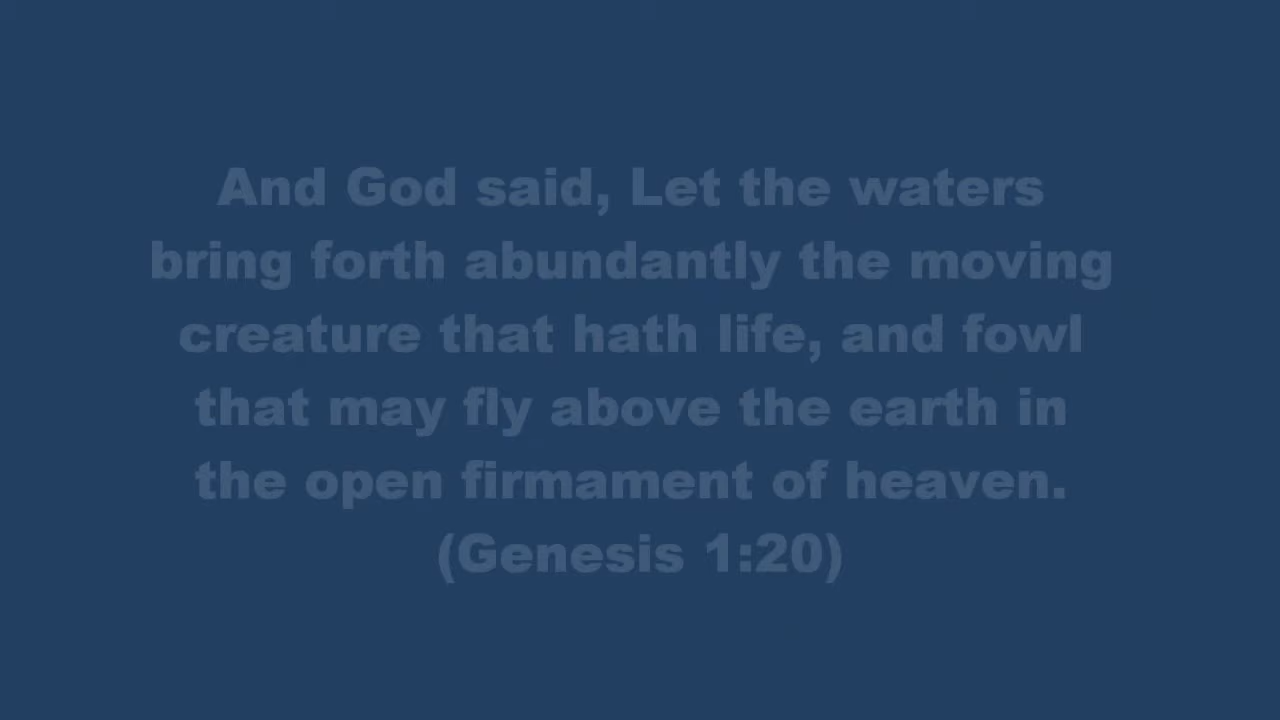 And God said, Let the waters
bring forth abundantly the moving
creature that hath life, and fowl
that may fly above the earth in
the open firmament of heaven.
(Genesis 1:20)